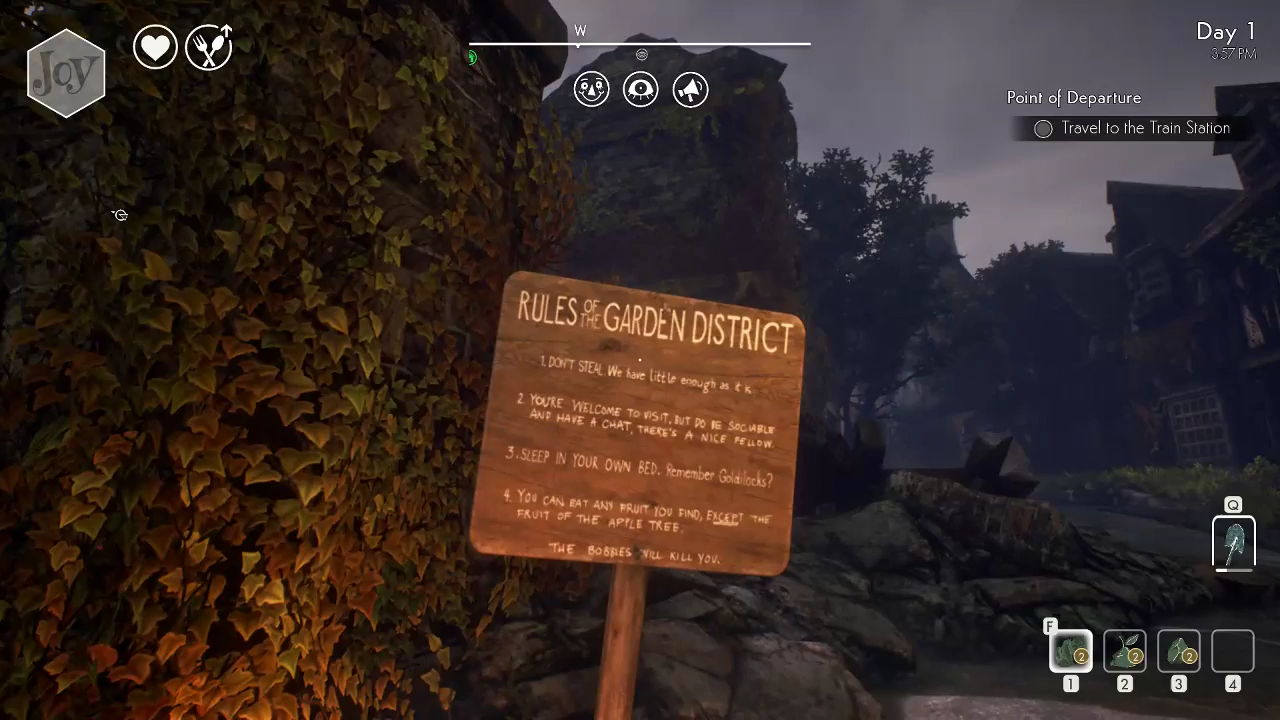 Joy
W
Day 1
3:57 PM
Point of Departure
Travel to the Train Station
RULES OF THE GARDEN DISTRICT
1. DON'T STEAL. We have little enough as it is.
2. YOU'RE WELCOME TO VISIT, BUT DO BE SOCIABLE
AND HAVE A CHAT, THERE'S A NICE FELLOW.
3. SLEEP IN YOUR OWN BED. Remember Goldilocks?
4. YOU CAN EAT ANY FRUIT YOU FIND, EXCEPT THE
FRUIT OF THE APPLE TREE.
THE BOBBIES WILL KILL YOU.
Q
F
2 2 2
1 2 3 4